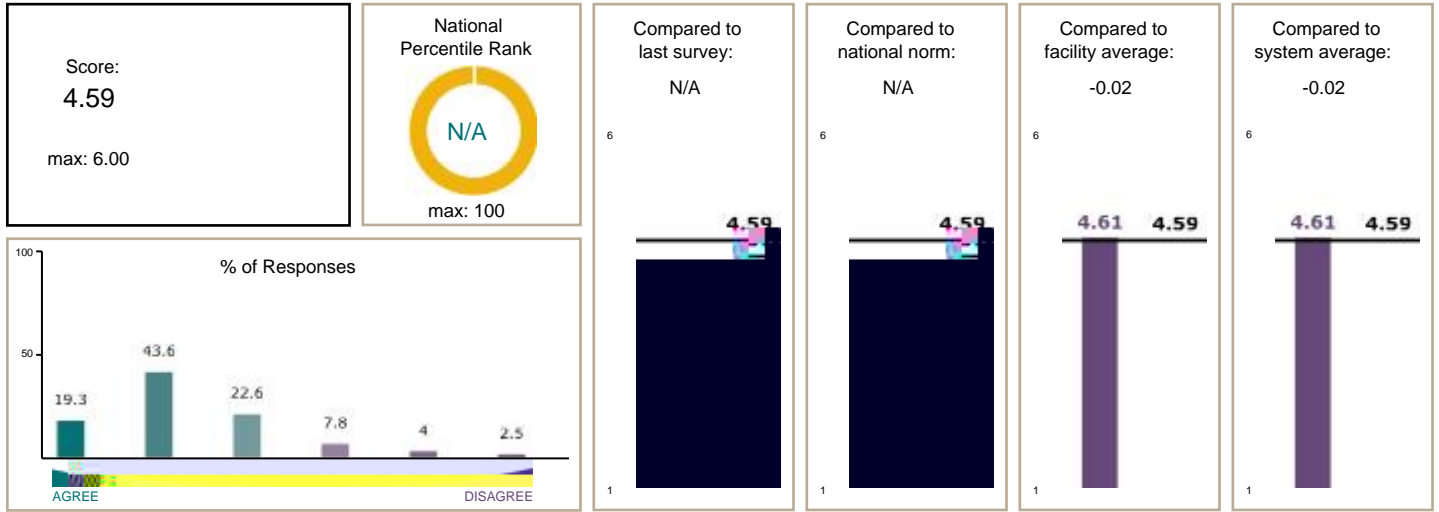 Score:
4.59
max: 6.00
National
Percentile Rank
N/A
max: 100
% of Responses
100
50
19.3
43.6
22.6
7.8
4
2.5
AGREE
DISAGREE
Compared to
last survey:
N/A
6
4.59
1
Compared to
national norm:
N/A
6
4.59
1
Compared to
facility average:
-0.02
6
4.61 4.59
1
Compared to
system average:
-0.02
6
4.61 4.59
1